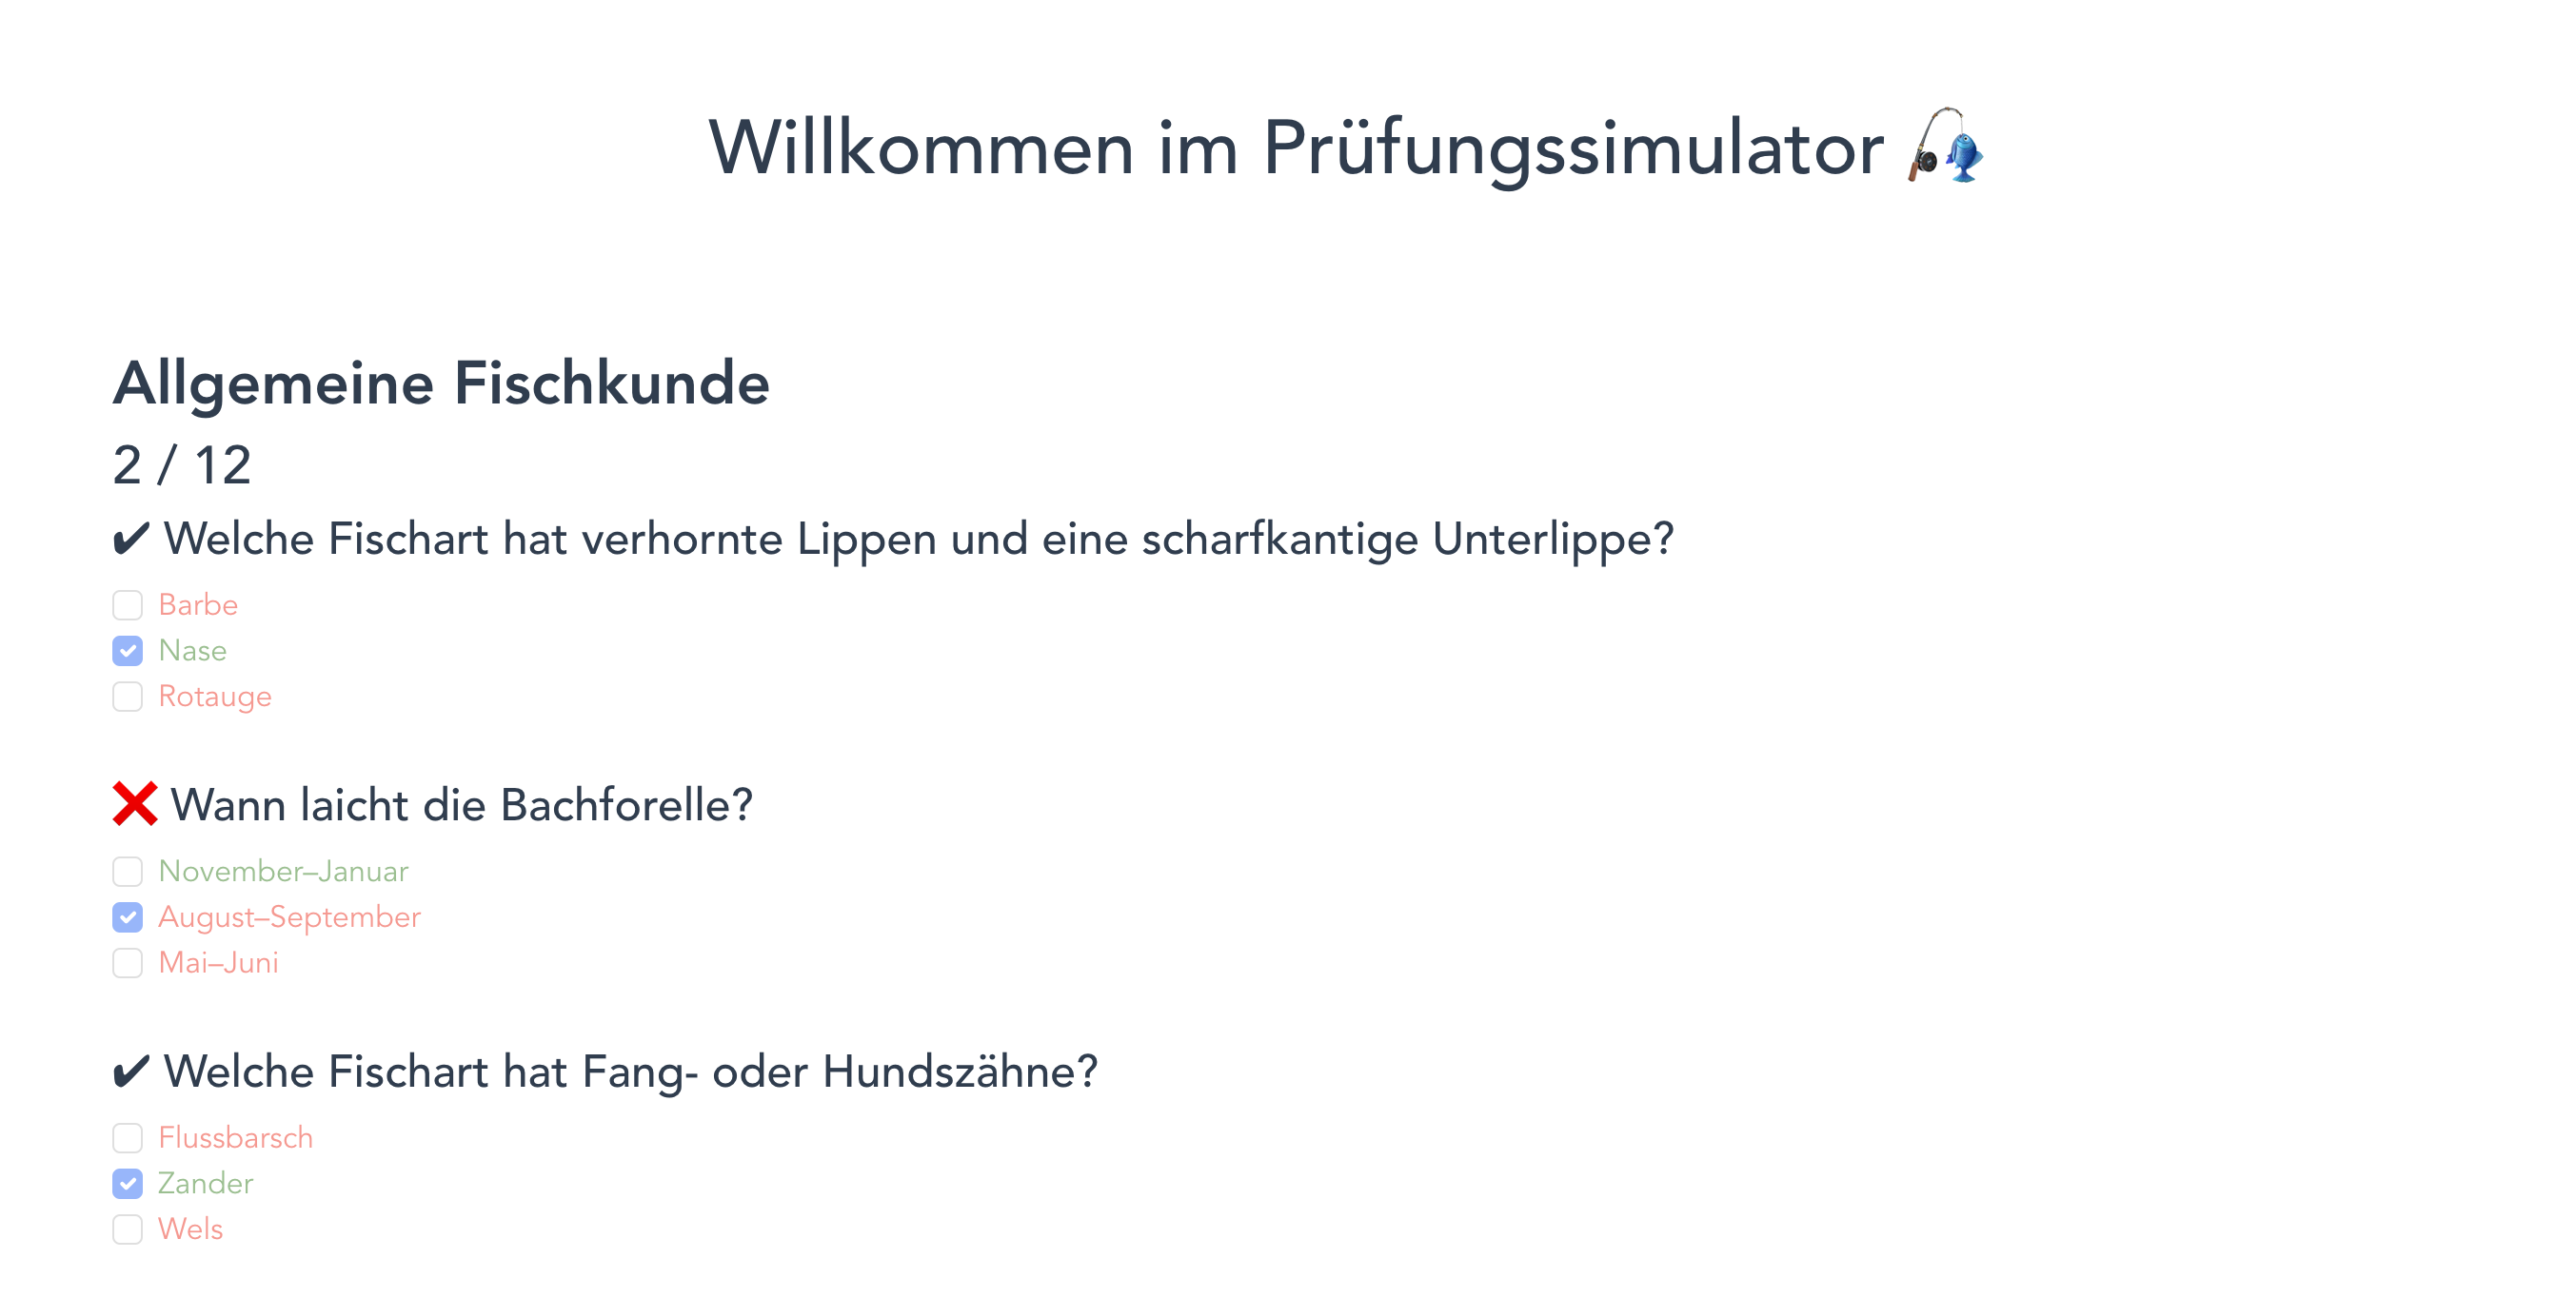 Willkommen im Prüfungssimulator 🎣
Allgemeine Fischkunde
2 / 12
✔ Welche Fischart hat verhornte Lippen und eine scharfkantige Unterlippe?
Barbe
Nase
Rotauge
❌ Wann laicht die Bachforelle?
November–Januar
August–September
Mai–Juni
✔ Welche Fischart hat Fang- oder Hundszähne?
Flussbarsch
Zander
Wels